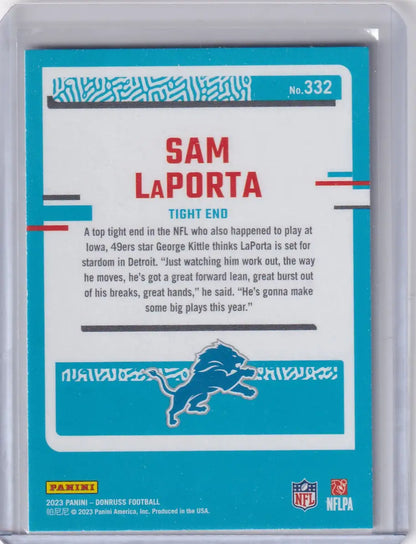 No.332
SAM
LaPORTA
TIGHT END
A top tight end in the NFL who also happened to play at
Iowa, 49ers star George Kittle thinks LaPorta is set for
stardom in Detroit. “Just watching him work out, the way
he moves, he's got a great forward lean, great burst out
of his breaks, great hands,” he said. “He's gonna make
some big plays this year.”
PANINI
2023 PANINI – DONRUSS FOOTBALL
帕尼尼 © 2023 Panini America, Inc. Produced in the USA.
NFL
NFLPA